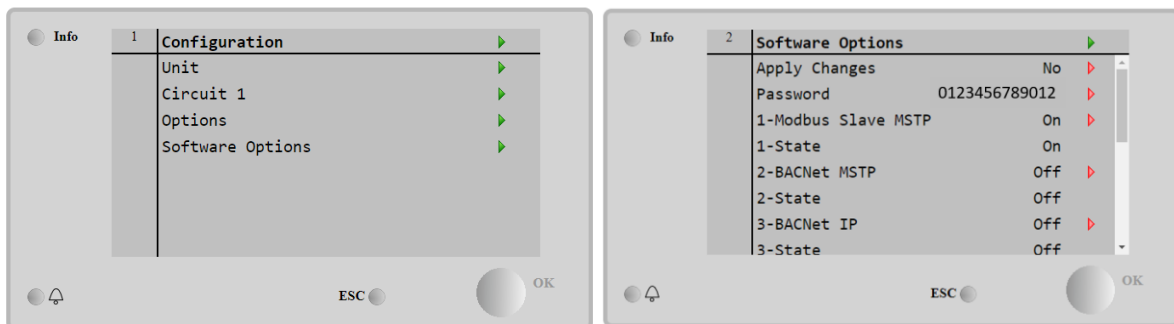 Info
1 Configuration
Unit
Circuit 1
Options
Software Options
ESC
OK
Info
2 Software Options
Apply Changes No
Password 0123456789012
1-Modbus Slave MSTP On
1-State On
2-BACNet MSTP Off
2-State Off
3-BACNet IP Off
3-State Off
ESC
OK